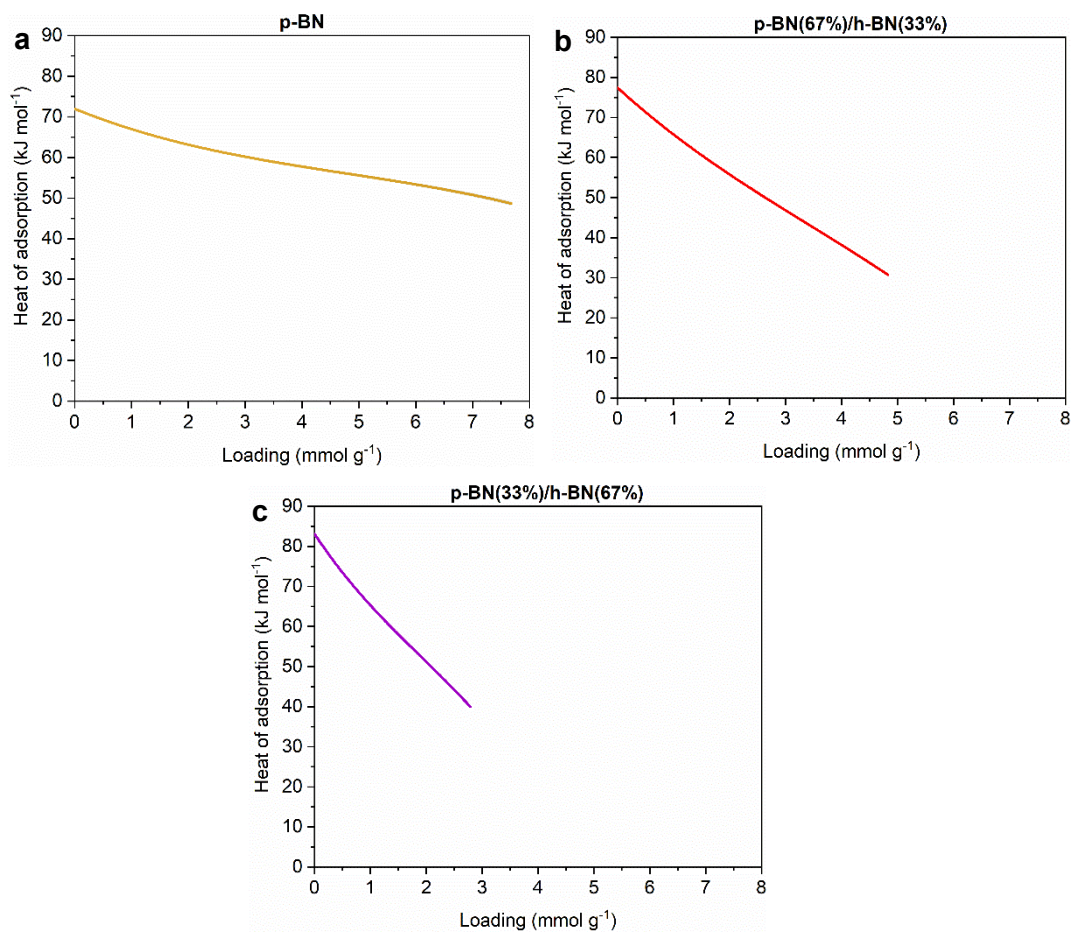 a
p-BN
90
80
70
60
50
40
30
20
10
0
Heat of adsorption (kJ mol⁻¹)
0 1 2 3 4 5 6 7 8
Loading (mmol g⁻¹)
b
p-BN(67%)/h-BN(33%)
90
80
70
60
50
40
30
20
10
0
Heat of adsorption (kJ mol⁻¹)
0 1 2 3 4 5 6 7 8
Loading (mmol g⁻¹)
c
p-BN(33%)/h-BN(67%)
90
80
70
60
50
40
30
20
10
0
Heat of adsorption (kJ mol⁻¹)
0 1 2 3 4 5 6 7 8
Loading (mmol g⁻¹)